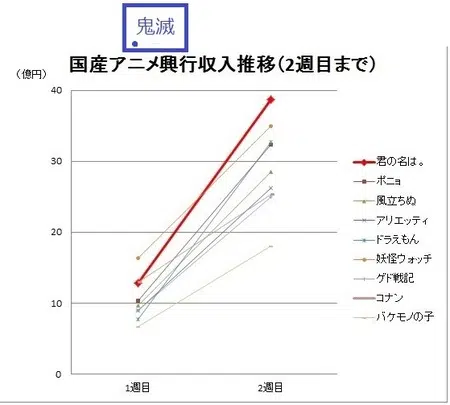 鬼滅
国産アニメ興行収入推移(2週目まで)
(億円)
40
30
20
10
0
1週目
2週目
君の名は。
ポニョ
風立ちぬ
アリエッティ
ドラえもん
妖怪ウォッチ
ゲド戦記
コナン
バケモノの子